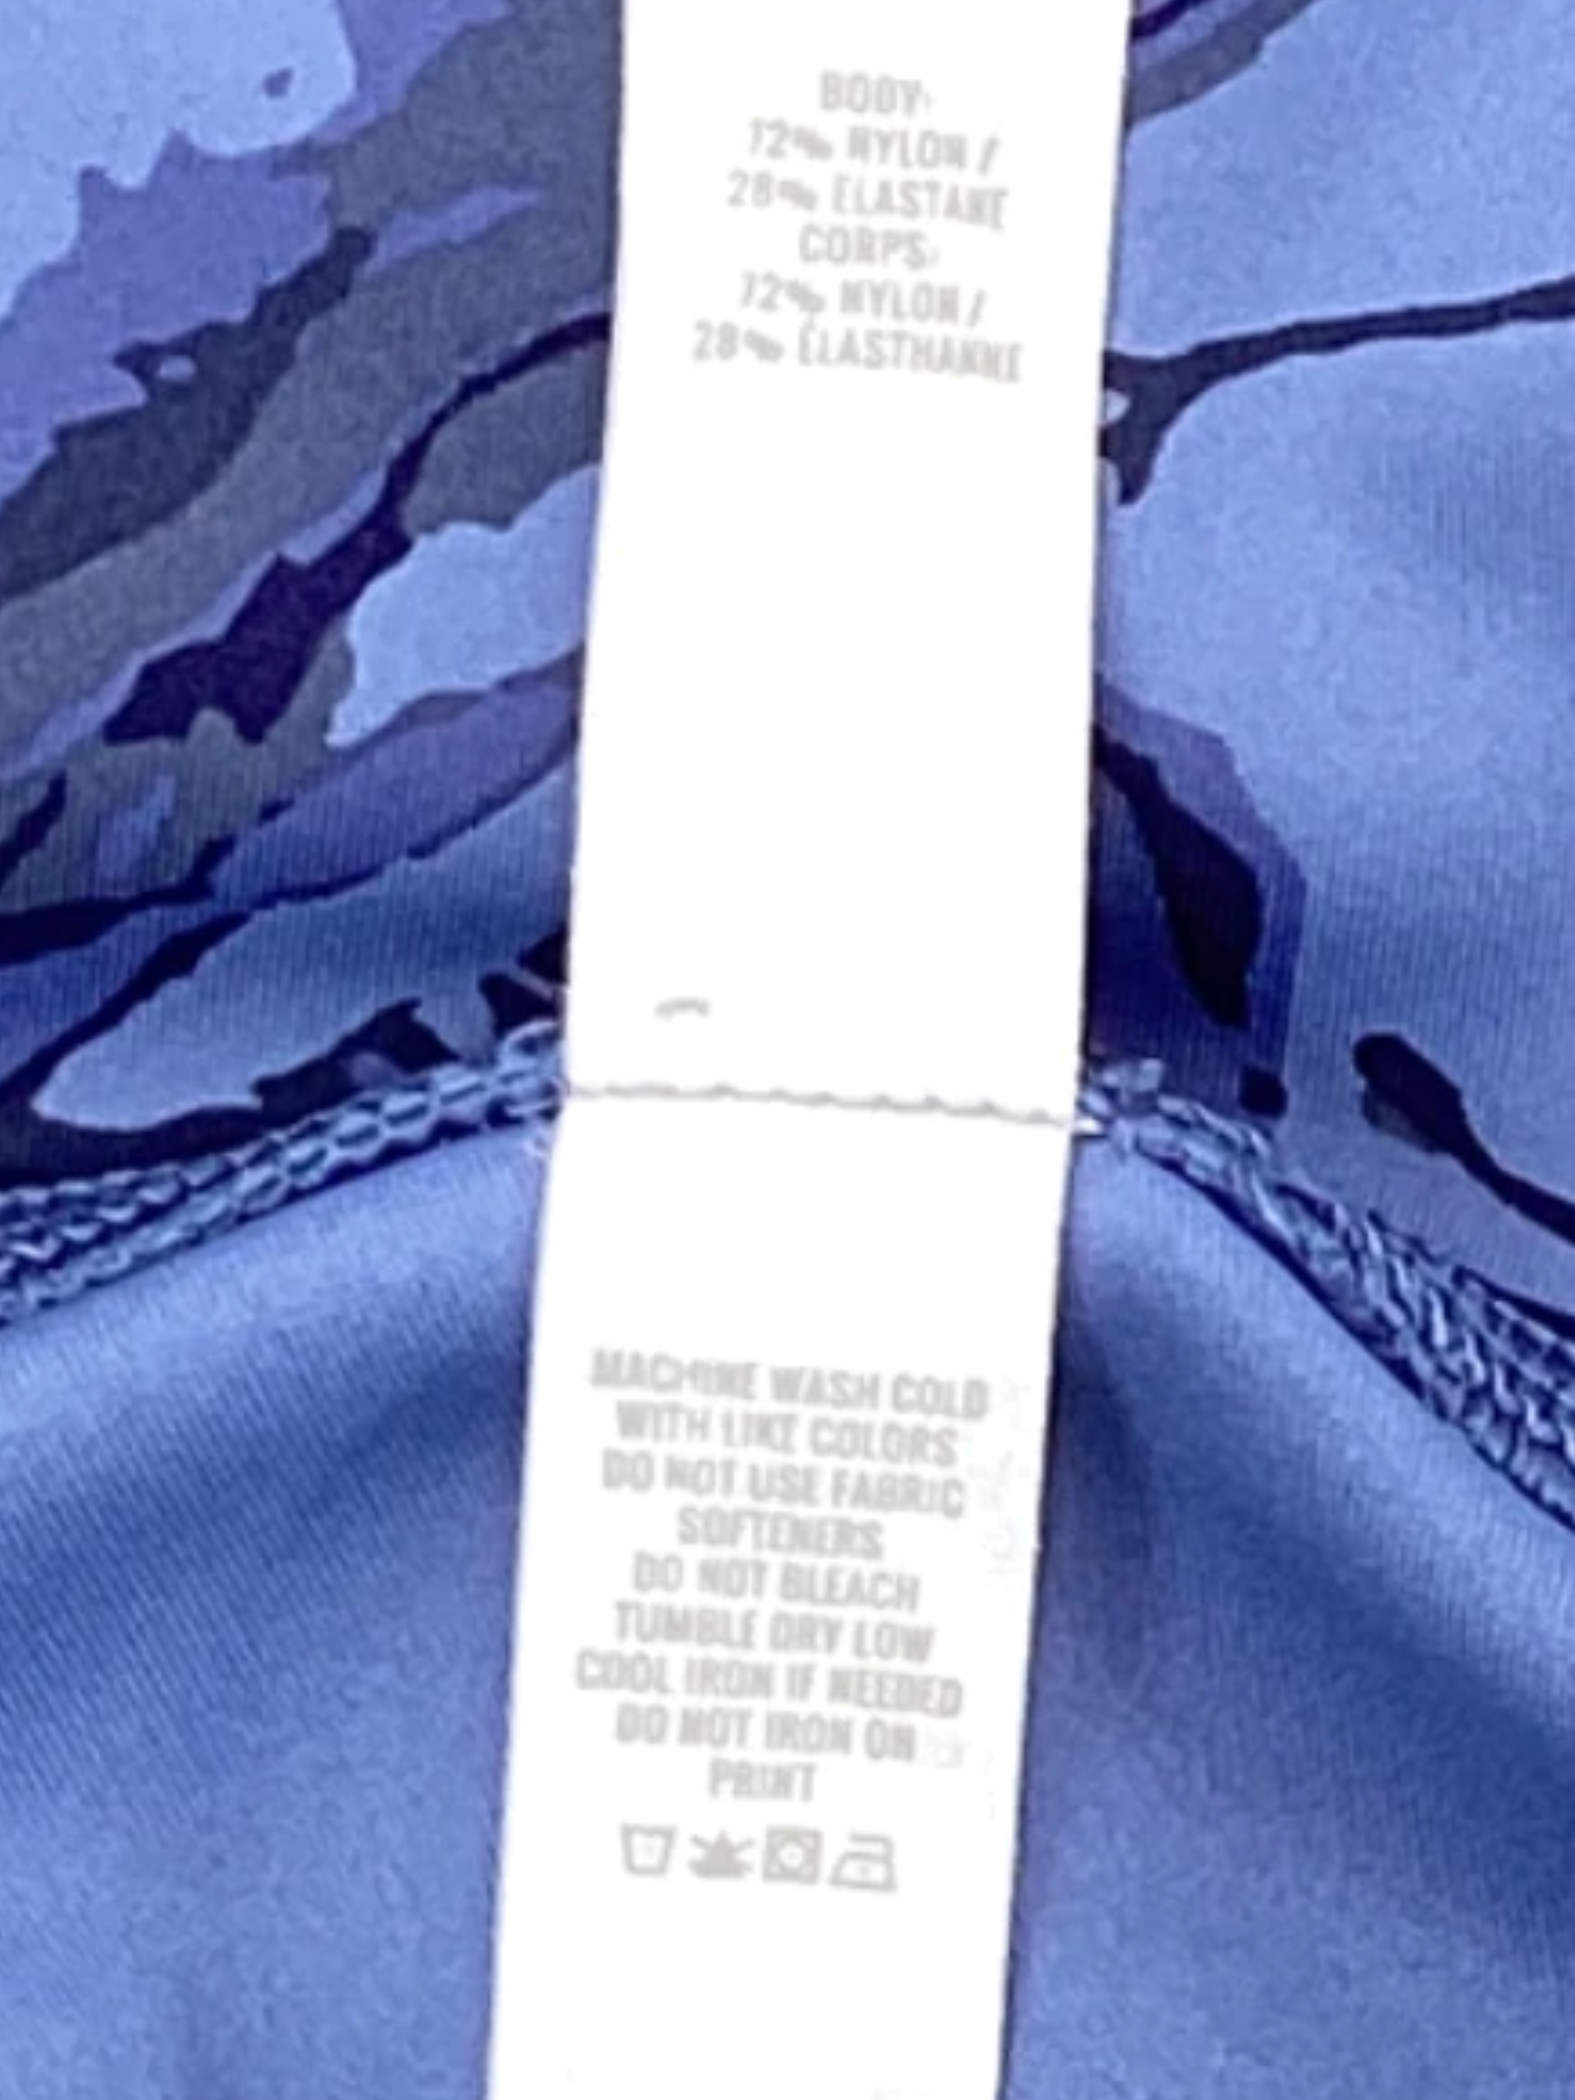 BODY:
72% NYLON /
28% ELASTANE
CORPS:
72% NYLON /
28% ÉLASTHANNE
MACHINE WASH COLD
WITH LIKE COLORS
DO NOT USE FABRIC
SOFTENERS
DO NOT BLEACH
TUMBLE DRY LOW
COOL IRON IF NEEDED
DO NOT IRON ON
PRINT